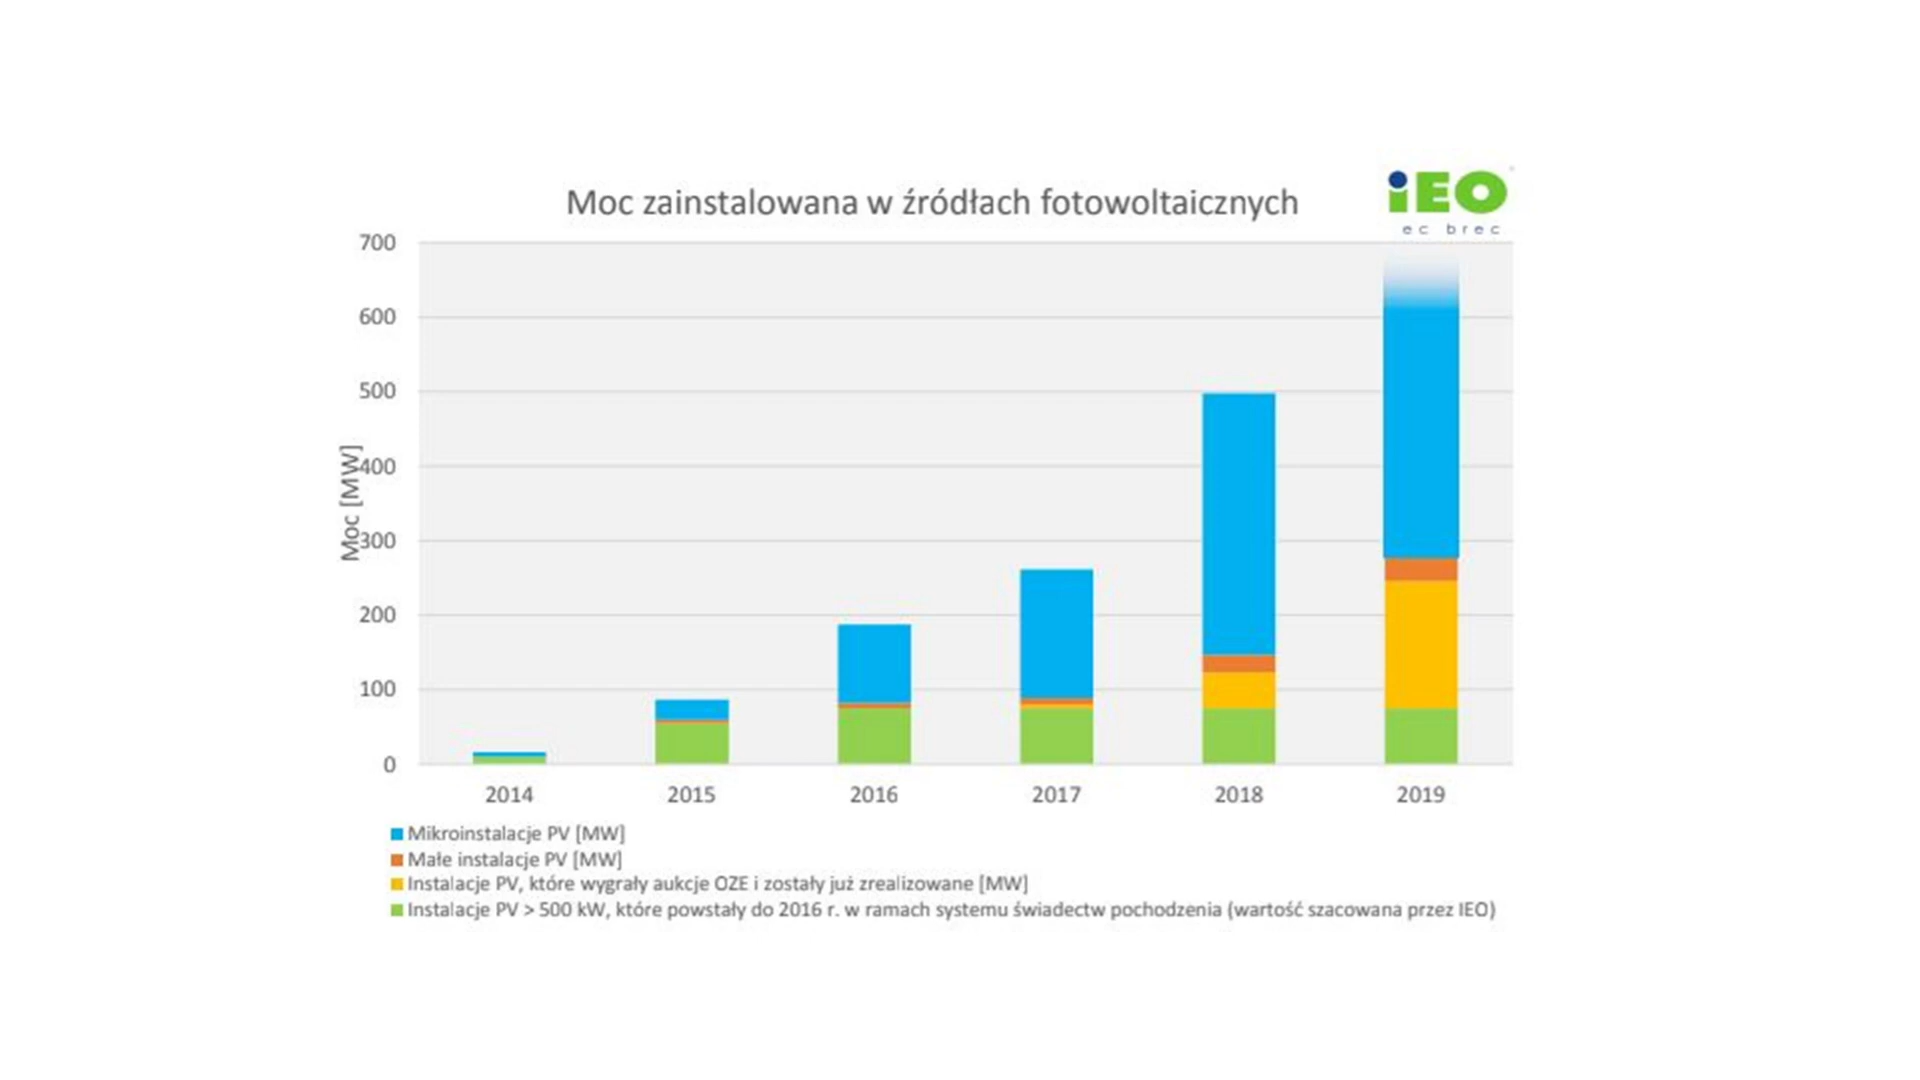 Moc zainstalowana w źródłach fotowoltaicznych
iEO
ec brec
Moc [MW]
700
600
500
400
300
200
100
0
2014 2015 2016 2017 2018 2019
Mikroinstalacje PV [MW]
Małe instalacje PV [MW]
Instalacje PV, które wygrały aukcje OZE i zostały już zrealizowane [MW]
Instalacje PV > 500 kW, które powstały do 2016 r. w ramach systemu świadectw pochodzenia (wartość szacowana przez IEO)